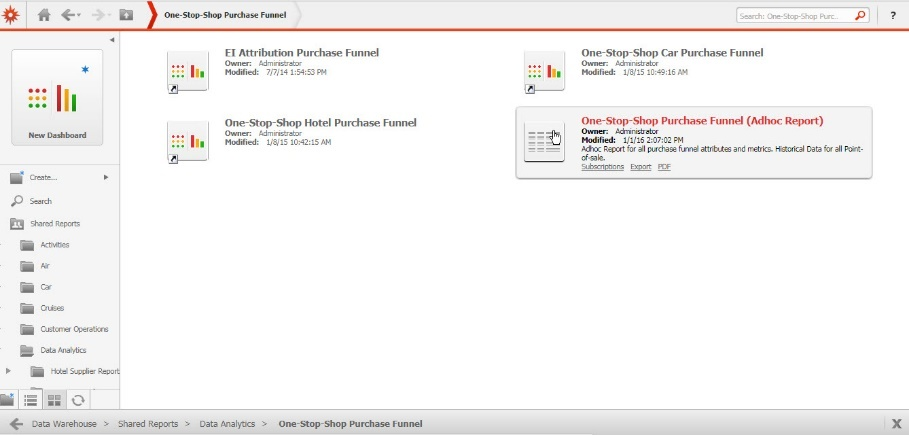 One-Stop-Shop Purchase Funnel
Search: One-Stop-Shop Purc..
?
New Dashboard
Create...
Search
Shared Reports
Activities
Air
Car
Cruises
Customer Operations
Data Analytics
Hotel Supplier Report
EI Attribution Purchase Funnel
Owner: Administrator
Modified: 7/7/14 1:54:53 PM
One-Stop-Shop Car Purchase Funnel
Owner: Administrator
Modified: 1/8/15 10:49:16 AM
One-Stop-Shop Hotel Purchase Funnel
Owner: Administrator
Modified: 1/8/15 10:42:15 AM
One-Stop-Shop Purchase Funnel (Adhoc Report)
Owner: Administrator
Modified: 1/1/16 2:07:02 PM
Adhoc Report for all purchase funnel attributes and metrics. Historical Data for all Point-
of-sale.
Subscriptions Export PDF
Data Warehouse > Shared Reports > Data Analytics > One-Stop-Shop Purchase Funnel
X